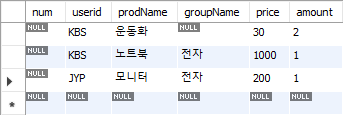 num userid prodName groupName price amount
NULL KBS 운동화 NULL 30 2
NULL KBS 노트북 전자 1000 1
NULL JYP 모니터 전자 200 1
NULL NULL NULL NULL NULL NULL